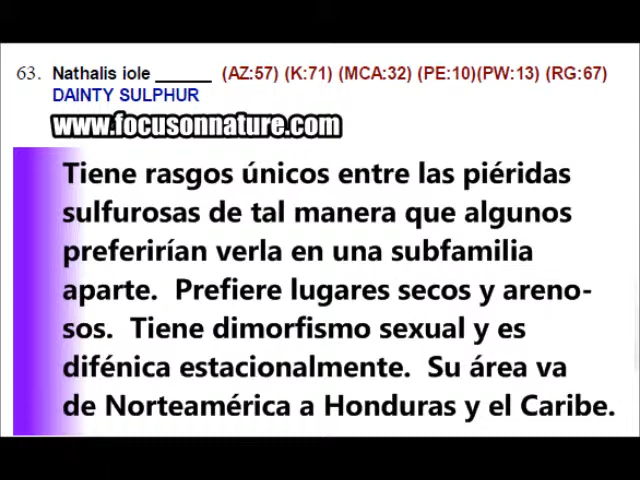 63. Nathalis iole ______ (AZ:57) (K:71) (MCA:32) (PE:10)(PW:13) (RG:67)
DAINTY SULPHUR
www.focusonnature.com
Tiene rasgos únicos entre las piéridas
sulfurosas de tal manera que algunos
preferirían verla en una subfamilia
aparte. Prefiere lugares secos y areno-
sos. Tiene dimorfismo sexual y es
difénica estacionalmente. Su área va
de Norteamérica a Honduras y el Caribe.